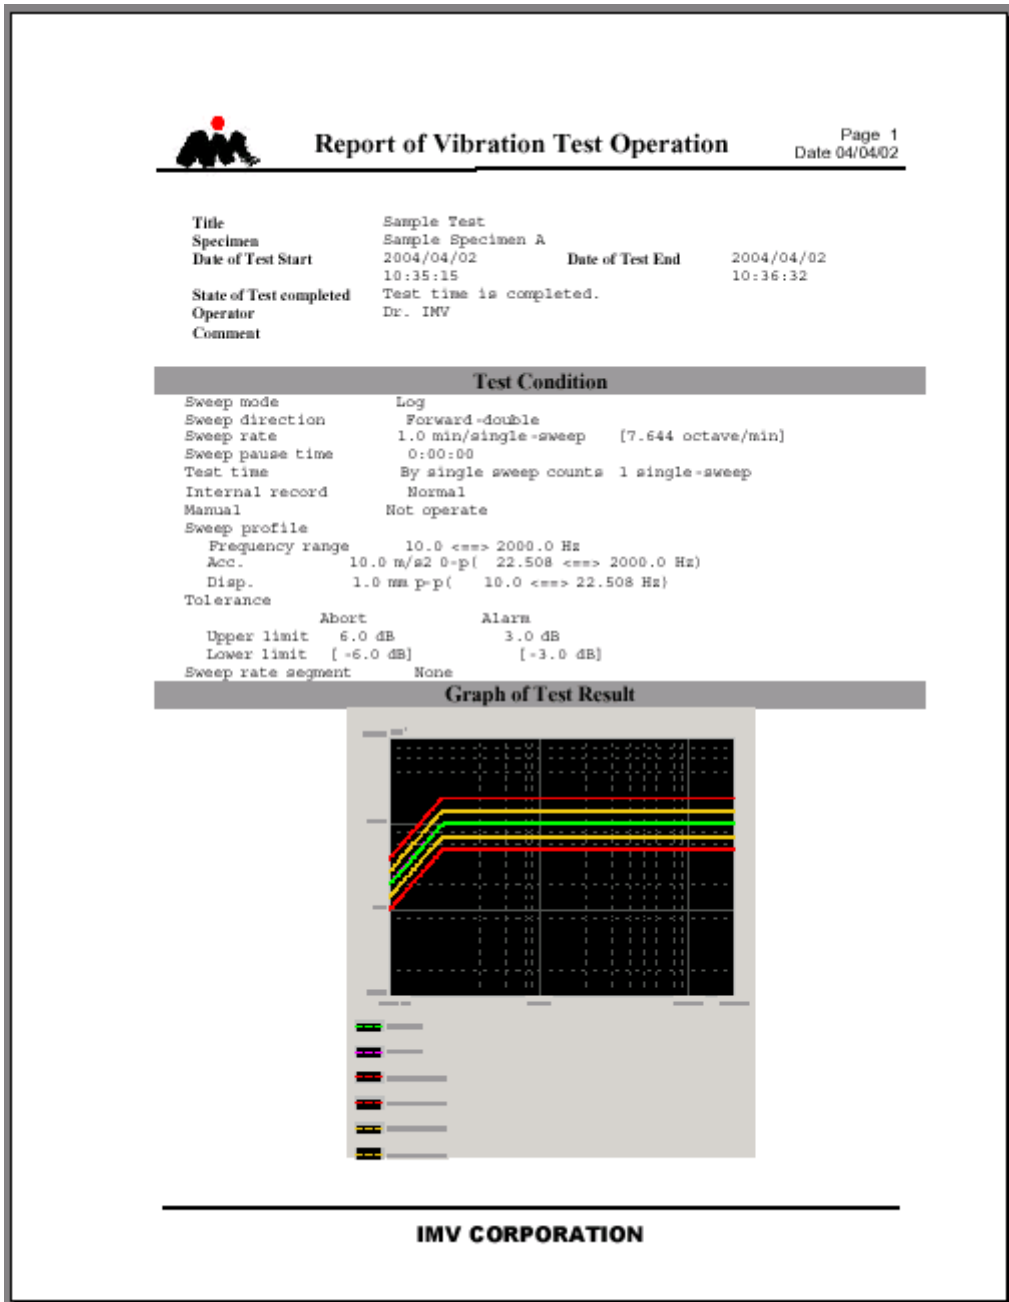 Report of Vibration Test Operation
Page 1
Date 04/04/02
Title Sample Test
Specimen Sample Specimen A
Date of Test Start 2004/04/02 Date of Test End 2004/04/02
10:35:15 10:36:32
State of Test completed Test time is completed.
Operator Dr. IMV
Comment
Test Condition
Sweep mode Log
Sweep direction Forward-double
Sweep rate 1.0 min/single-sweep [7.644 octave/min]
Sweep pause time 0:00:00
Test time By single sweep counts 1 single-sweep
Internal record Normal
Manual Not operate
Sweep profile
Frequency range 10.0 <==> 2000.0 Hz
Acc. 10.0 m/s2 0-p( 22.508 <==> 2000.0 Hz)
Disp. 1.0 mm p-p( 10.0 <==> 22.508 Hz)
Tolerance
Abort Alarm
Upper limit 6.0 dB 3.0 dB
Lower limit [ -6.0 dB] [ -3.0 dB]
Sweep rate segment None
Graph of Test Result
IMV CORPORATION